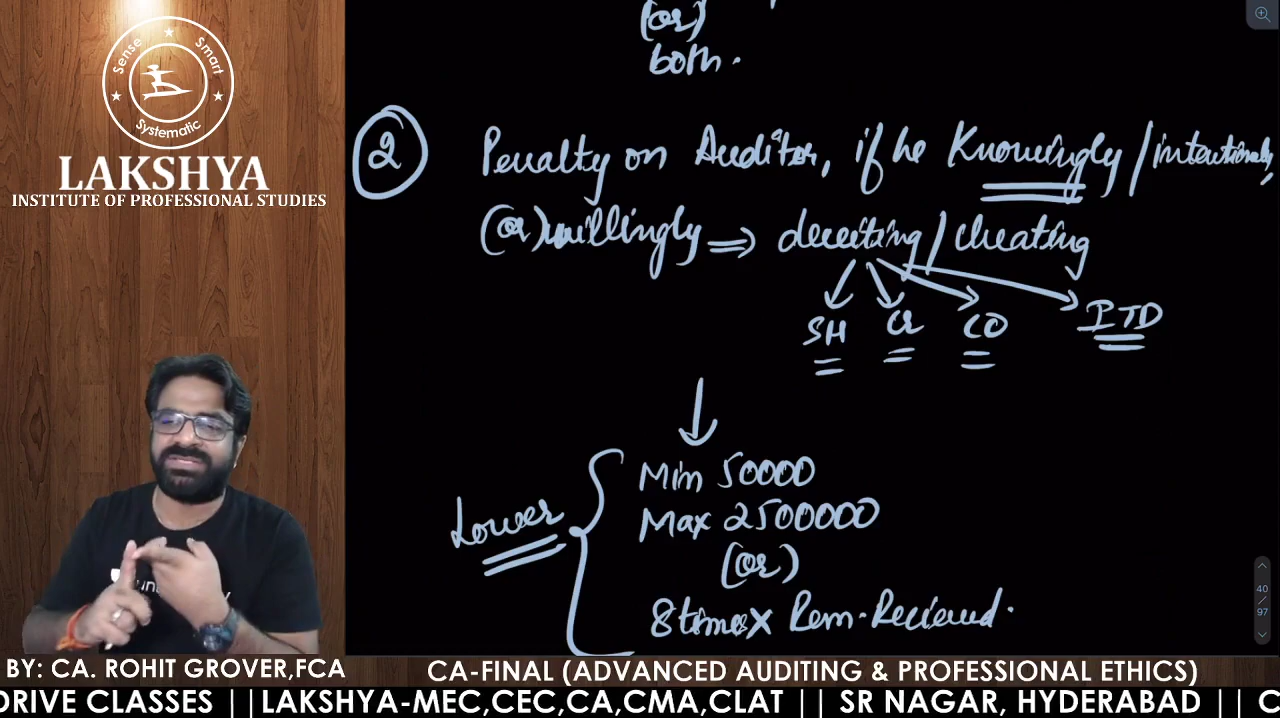 Sense
Smart
Systematic
LAKSHYA
INSTITUTE OF PROFESSIONAL STUDIES
(or)
both.
2 Penalty on Auditor, if he Knowingly / intentionaly,
(or) willingly ⇒ deceiting / cheating
SH Cr CO ITD
Min 50000
Max 2500000
Lower
(or)
8 times X Rem. Recieved.
40
97
BY: CA. ROHIT GROVER,FCA
CA-FINAL (ADVANCED AUDITING & PROFESSIONAL ETHICS)
DRIVE CLASSES ||LAKSHYA-MEC,CEC,CA,CMA,CLAT || SR NAGAR, HYDERABAD || C